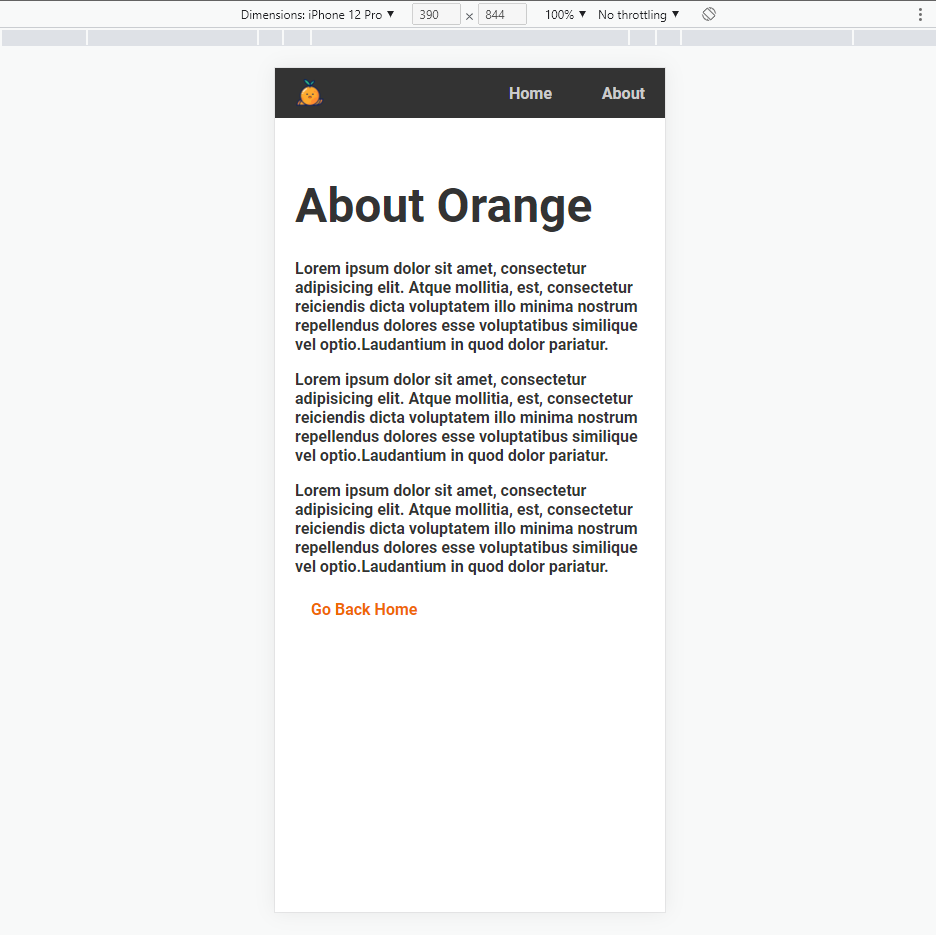 Dimensions: iPhone 12 Pro ▼ 390 × 844 100% ▼ No throttling ▼
Home About
About Orange
Lorem ipsum dolor sit amet, consectetur
adipisicing elit. Atque mollitia, est, consectetur
reiciendis dicta voluptatem illo minima nostrum
repellendus dolores esse voluptatibus similique
vel optio.Laudantium in quod dolor pariatur.
Lorem ipsum dolor sit amet, consectetur
adipisicing elit. Atque mollitia, est, consectetur
reiciendis dicta voluptatem illo minima nostrum
repellendus dolores esse voluptatibus similique
vel optio.Laudantium in quod dolor pariatur.
Lorem ipsum dolor sit amet, consectetur
adipisicing elit. Atque mollitia, est, consectetur
reiciendis dicta voluptatem illo minima nostrum
repellendus dolores esse voluptatibus similique
vel optio.Laudantium in quod dolor pariatur.
Go Back Home